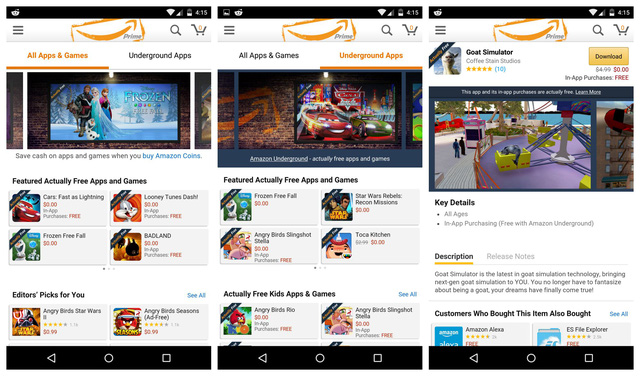 4:15
Prime
0
All Apps & Games
Underground Apps
FROZEN
FREE FALL
Save cash on apps and games when you buy Amazon Coins.
Featured Actually Free Apps and Games
Cars: Fast as Lightning
$0.00
In-App
Purchases: FREE
Looney Tunes Dash!
$0.00
In-App
Purchases: FREE
Frozen Free Fall
$0.00
In-App
Purchases: FREE
BADLAND
$0.00
In-App
Purchases: FREE
Editors' Picks for You
See All
Angry Birds Star Wars
II
$0.99
Angry Birds Seasons
(Ad-Free)
$0.99
4:15
Prime
0
All Apps & Games
Underground Apps
Amazon Underground - actually free apps and games
Featured Actually Free Apps and Games
Frozen Free Fall
$0.00
Star Wars Rebels:
Recon Missions
$0.00
Angry Birds Slingshot
Stella
$0.00
Toca Kitchen
$2.99 $0.00
Actually Free Kids Apps & Games
See All
Angry Birds Rio
$0.00
In-App
Purchases: FREE
Angry Birds Slingshot
Stella
$0.00
In-App
Purchases: FREE
4:15
Prime
0
Goat Simulator
Coffee Stain Studios
(10)
Download
$4.99 $0.00
In-App Purchases: FREE
This app and its in-app purchases are actually free. Learn More
Key Details
All Ages
In-App Purchasing (Free with Amazon Underground)
Description
Release Notes
Goat Simulator is the latest in goat simulation technology, bringing
next-gen goat simulation to YOU. You no longer have to fantasize
about being a goat, your dreams have finally come true!
Customers Who Bought This Item Also Bought
See All
amazon
alexa
Amazon Alexa
FREE
ES File Explorer
FREE